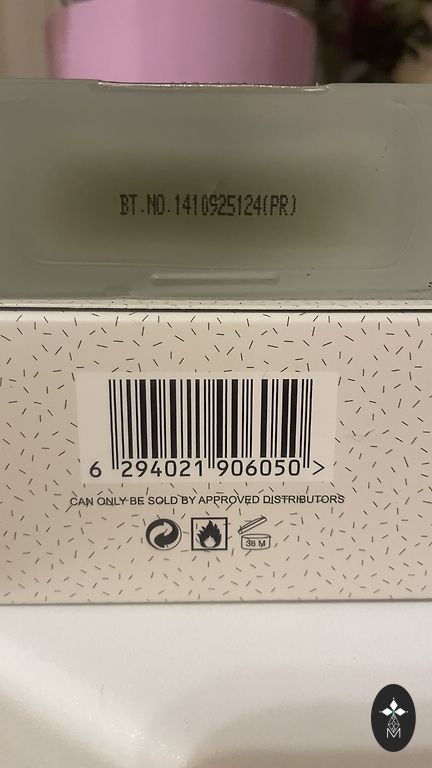 BT.NO.1410925124(PR)
6 294021 906050 >
CAN ONLY BE SOLD BY APPROVED DISTRIBUTORS
36 M
M